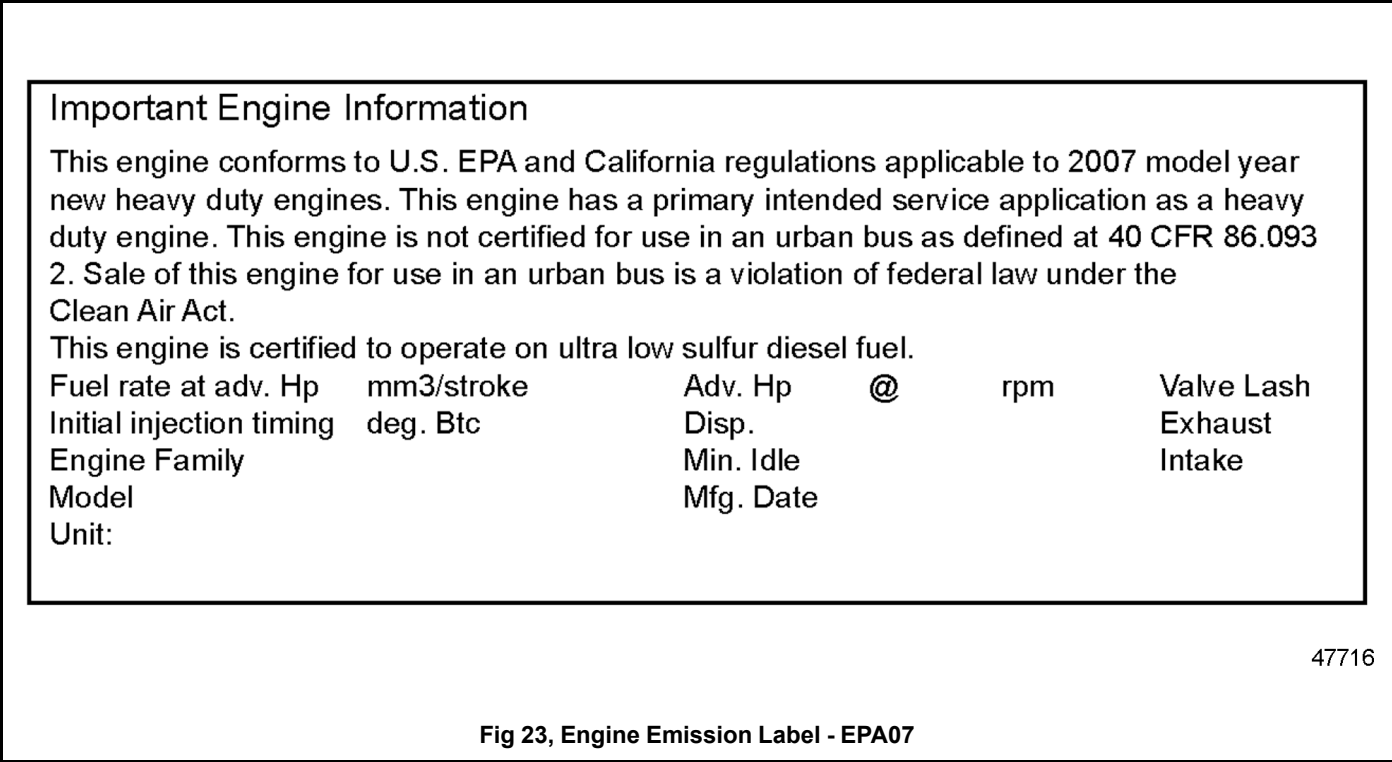 Important Engine Information
This engine conforms to U.S. EPA and California regulations applicable to 2007 model year
new heavy duty engines. This engine has a primary intended service application as a heavy
duty engine. This engine is not certified for use in an urban bus as defined at 40 CFR 86.093
2. Sale of this engine for use in an urban bus is a violation of federal law under the
Clean Air Act.
This engine is certified to operate on ultra low sulfur diesel fuel.
Fuel rate at adv. Hp mm3/stroke Adv. Hp @ rpm Valve Lash
Initial injection timing deg. Btc Disp. Exhaust
Engine Family Min. Idle Intake
Model Mfg. Date
Unit:
47716
Fig 23, Engine Emission Label - EPA07